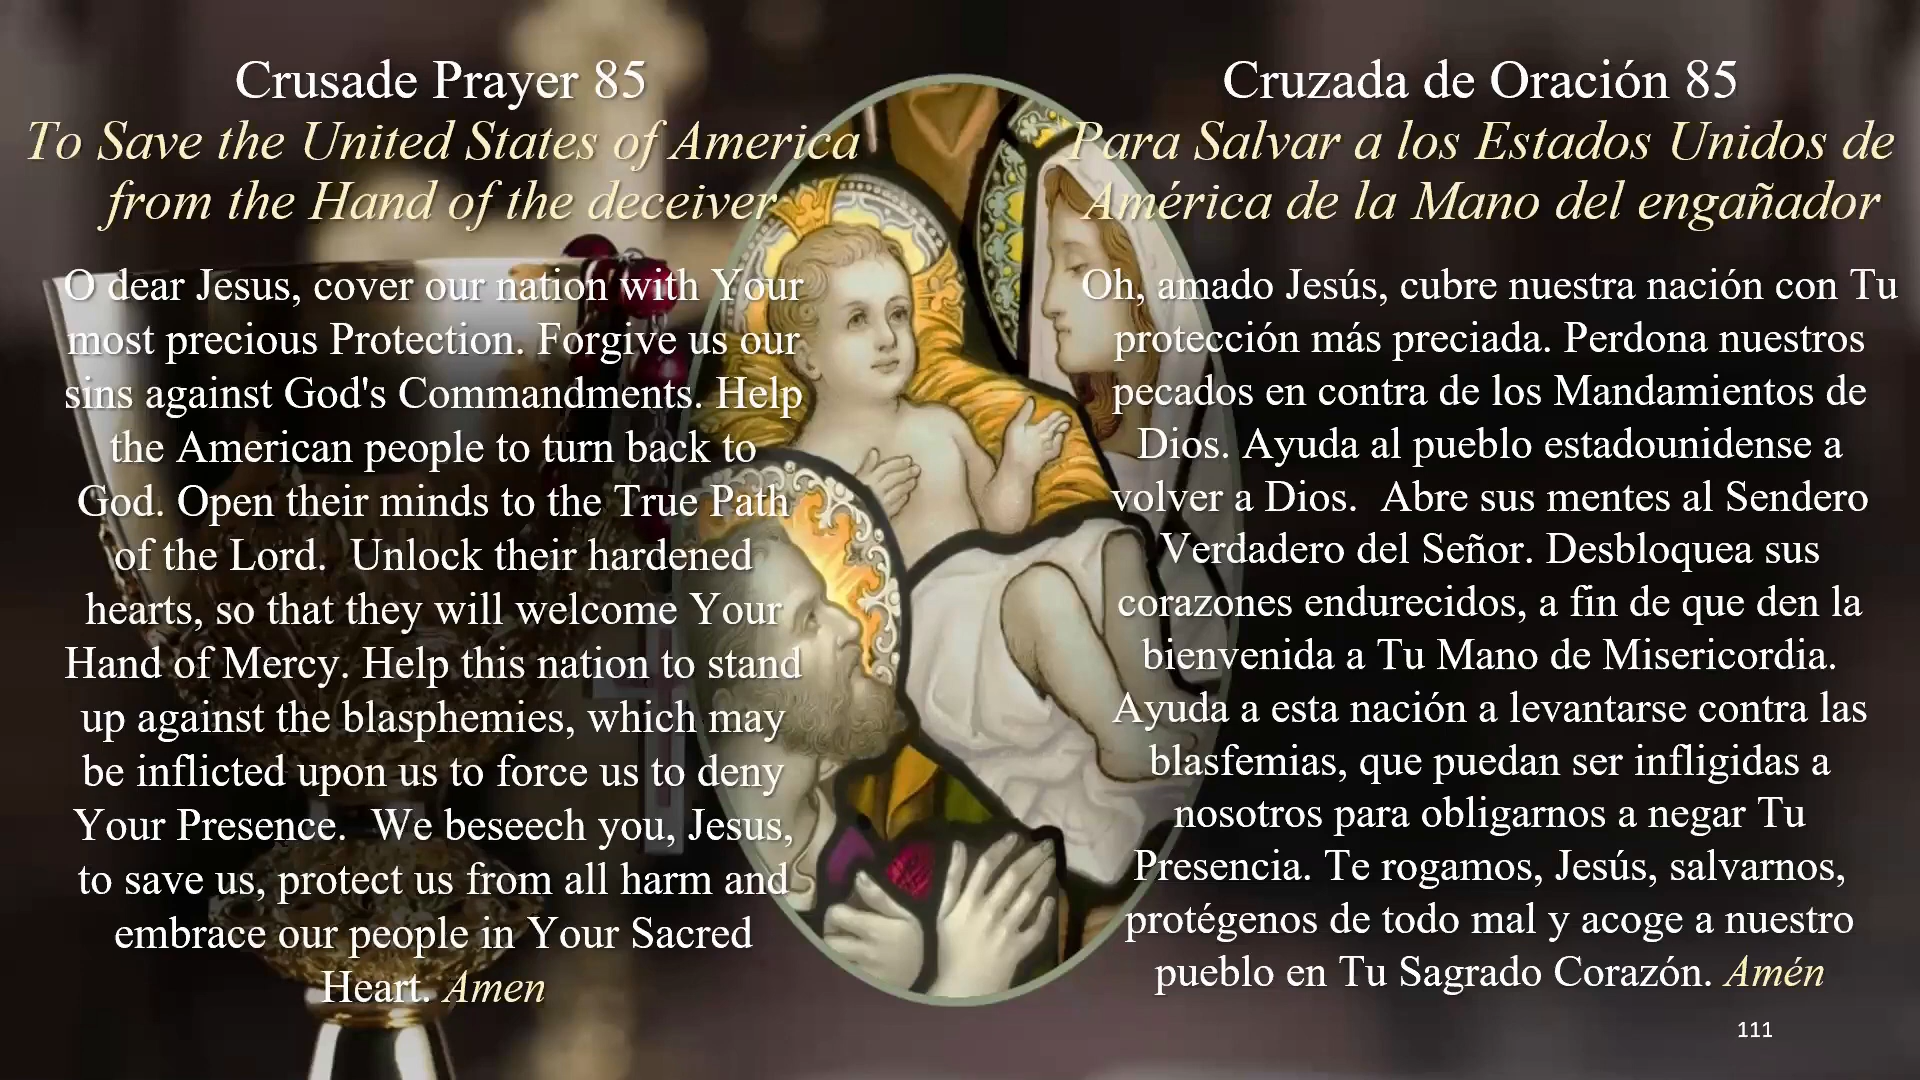 Crusade Prayer 85
To Save the United States of America
from the Hand of the deceiver
O dear Jesus, cover our nation with Your
most precious Protection. Forgive us our
sins against God's Commandments. Help
the American people to turn back to
God. Open their minds to the True Path
of the Lord.  Unlock their hardened
hearts, so that they will welcome Your
Hand of Mercy. Help this nation to stand
up against the blasphemies, which may
be inflicted upon us to force us to deny
Your Presence.  We beseech you, Jesus,
to save us, protect us from all harm and
embrace our people in Your Sacred
Heart. Amen
Cruzada de Oración 85
Para Salvar a los Estados Unidos de
América de la Mano del engañador
Oh, amado Jesús, cubre nuestra nación con Tu
protección más preciada. Perdona nuestros
pecados en contra de los Mandamientos de
Dios. Ayuda al pueblo estadounidense a
volver a Dios.  Abre sus mentes al Sendero
Verdadero del Señor. Desbloquea sus
corazones endurecidos, a fin de que den la
bienvenida a Tu Mano de Misericordia.
Ayuda a esta nación a levantarse contra las
blasfemias, que puedan ser infligidas a
nosotros para obligarnos a negar Tu
Presencia. Te rogamos, Jesús, salvarnos,
protégenos de todo mal y acoge a nuestro
pueblo en Tu Sagrado Corazón. Amén
111